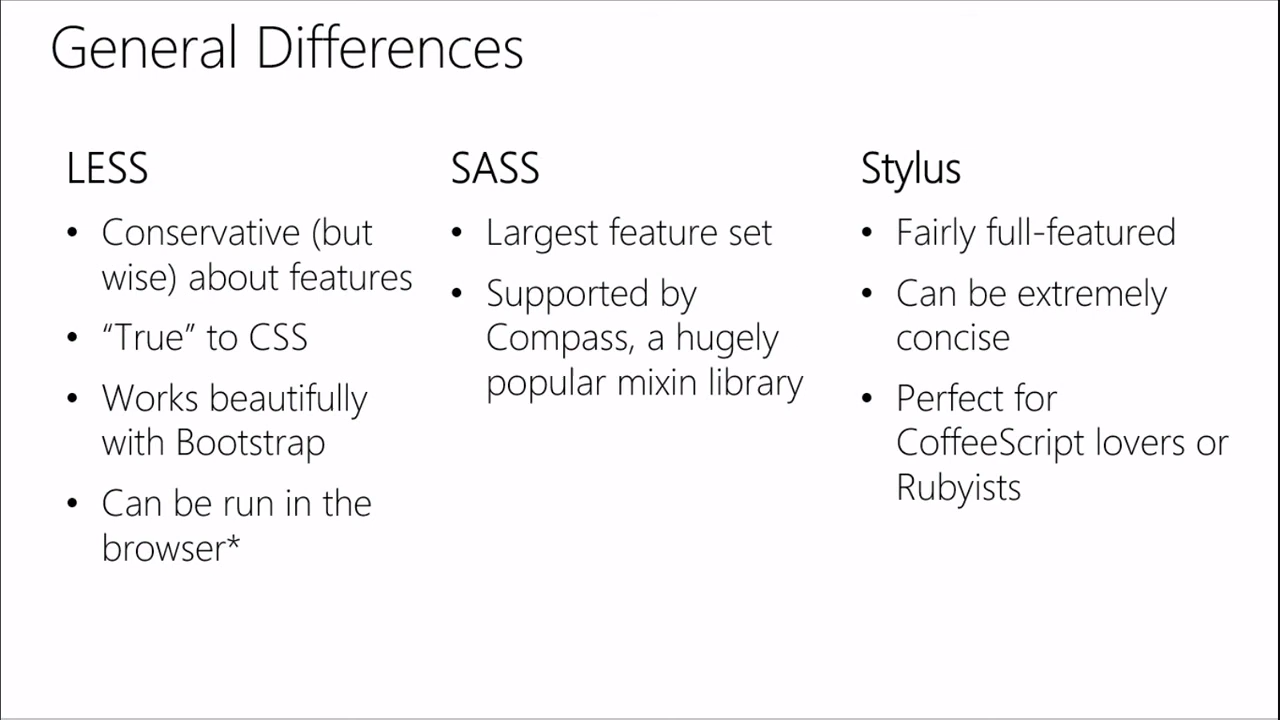 General Differences
LESS
• Conservative (but
wise) about features
• “True” to CSS
• Works beautifully
with Bootstrap
• Can be run in the
browser*
SASS
• Largest feature set
• Supported by
Compass, a hugely
popular mixin library
Stylus
• Fairly full-featured
• Can be extremely
concise
• Perfect for
CoffeeScript lovers or
Rubyists